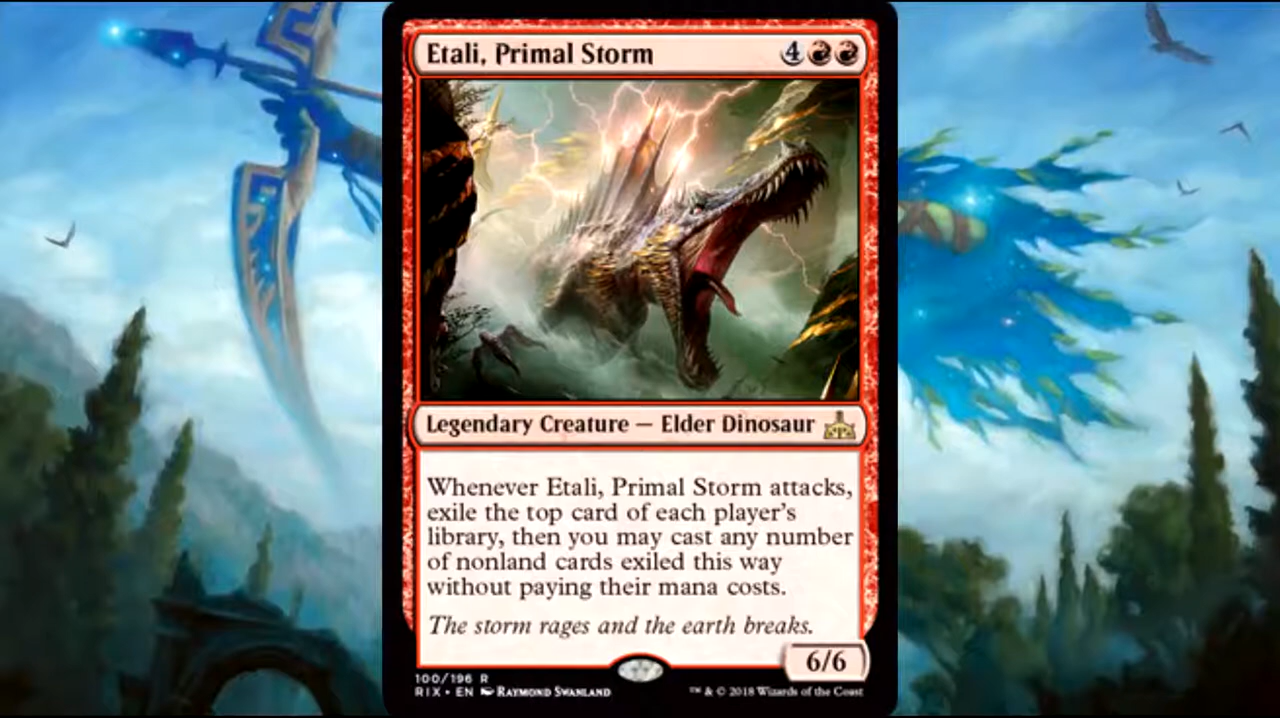 Etali, Primal Storm 4
Legendary Creature — Elder Dinosaur
Whenever Etali, Primal Storm attacks,
exile the top card of each player's
library, then you may cast any number
of nonland cards exiled this way
without paying their mana costs.
The storm rages and the earth breaks.
6/6
100/196 R
RIX • EN Raymond Swanland
™ & © 2018 Wizards of the Coast